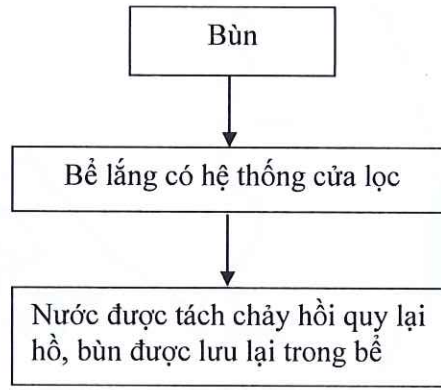 Bùn
Bể lắng có hệ thống cửa lọc
Nước được tách chảy hồi quy lại
hồ, bùn được lưu lại trong bể